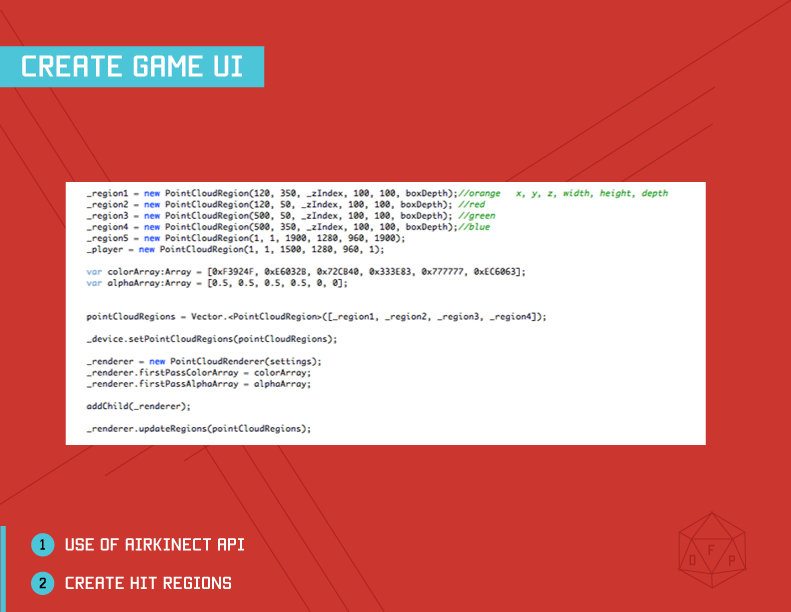 CREATE GAME UI
_region1 = new PointCloudRegion(120, 350, _zIndex, 100, 100, boxDepth);//orange   x, y, z, width, height, depth
_region2 = new PointCloudRegion(120, 50, _zIndex, 100, 100, boxDepth); //red
_region3 = new PointCloudRegion(500, 50, _zIndex, 100, 100, boxDepth); //green
_region4 = new PointCloudRegion(500, 350, _zIndex, 100, 100, boxDepth);//blue
_region5 = new PointCloudRegion(1, 1, 1900, 1280, 960, 1900);
_player = new PointCloudRegion(1, 1, 1500, 1280, 960, 1);
var colorArray:Array = [0xF3924F, 0xE6032B, 0x72CB40, 0x333E83, 0x777777, 0xEC6063];
var alphaArray:Array = [0.5, 0.5, 0.5, 0.5, 0, 0];
pointCloudRegions = Vector.<PointCloudRegion>([_region1, _region2, _region3, _region4]);
_device.setPointCloudRegions(pointCloudRegions);
_renderer = new PointCloudRenderer(settings);
_renderer.firstPassColorArray = colorArray;
_renderer.firstPassAlphaArray = alphaArray;
addChild(_renderer);
_renderer.updateRegions(pointCloudRegions);
1 USE OF AIRKINECT API
2 CREATE HIT REGIONS
D F P